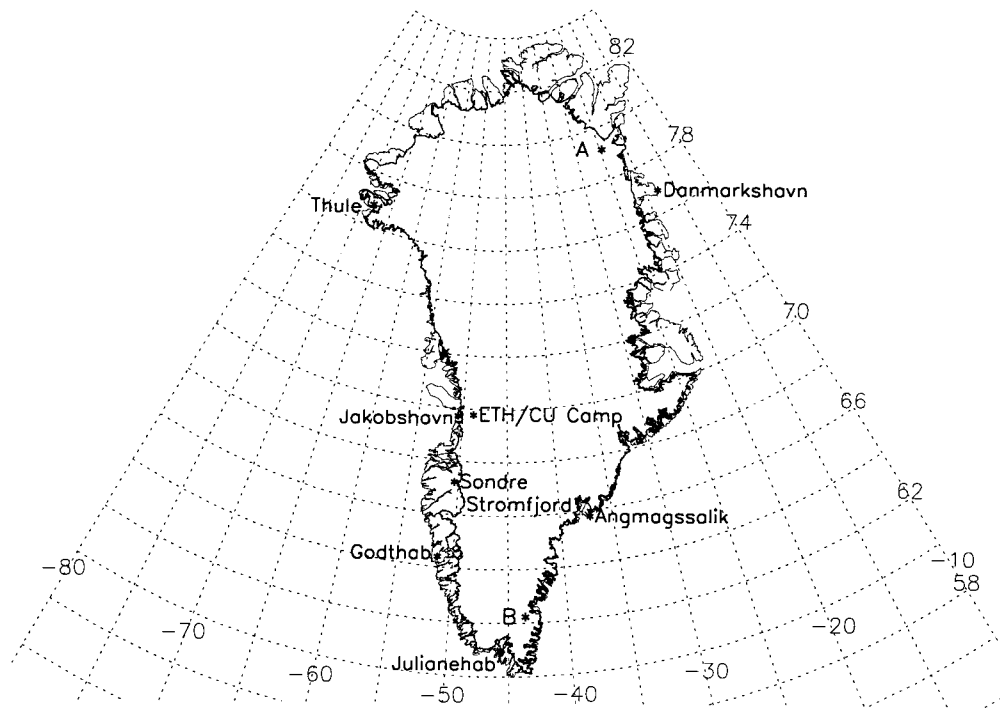 82
A *
78
*Danmarkshavn
Thule *
74
70
Jakobshavn *
*ETH/CU Camp
66
*Sondre
Stromfjord
62
*Angmagssalik
Godthab *
-80
-10
58
B *
-70
-20
Julianehab *
-60
-30
-50
-40